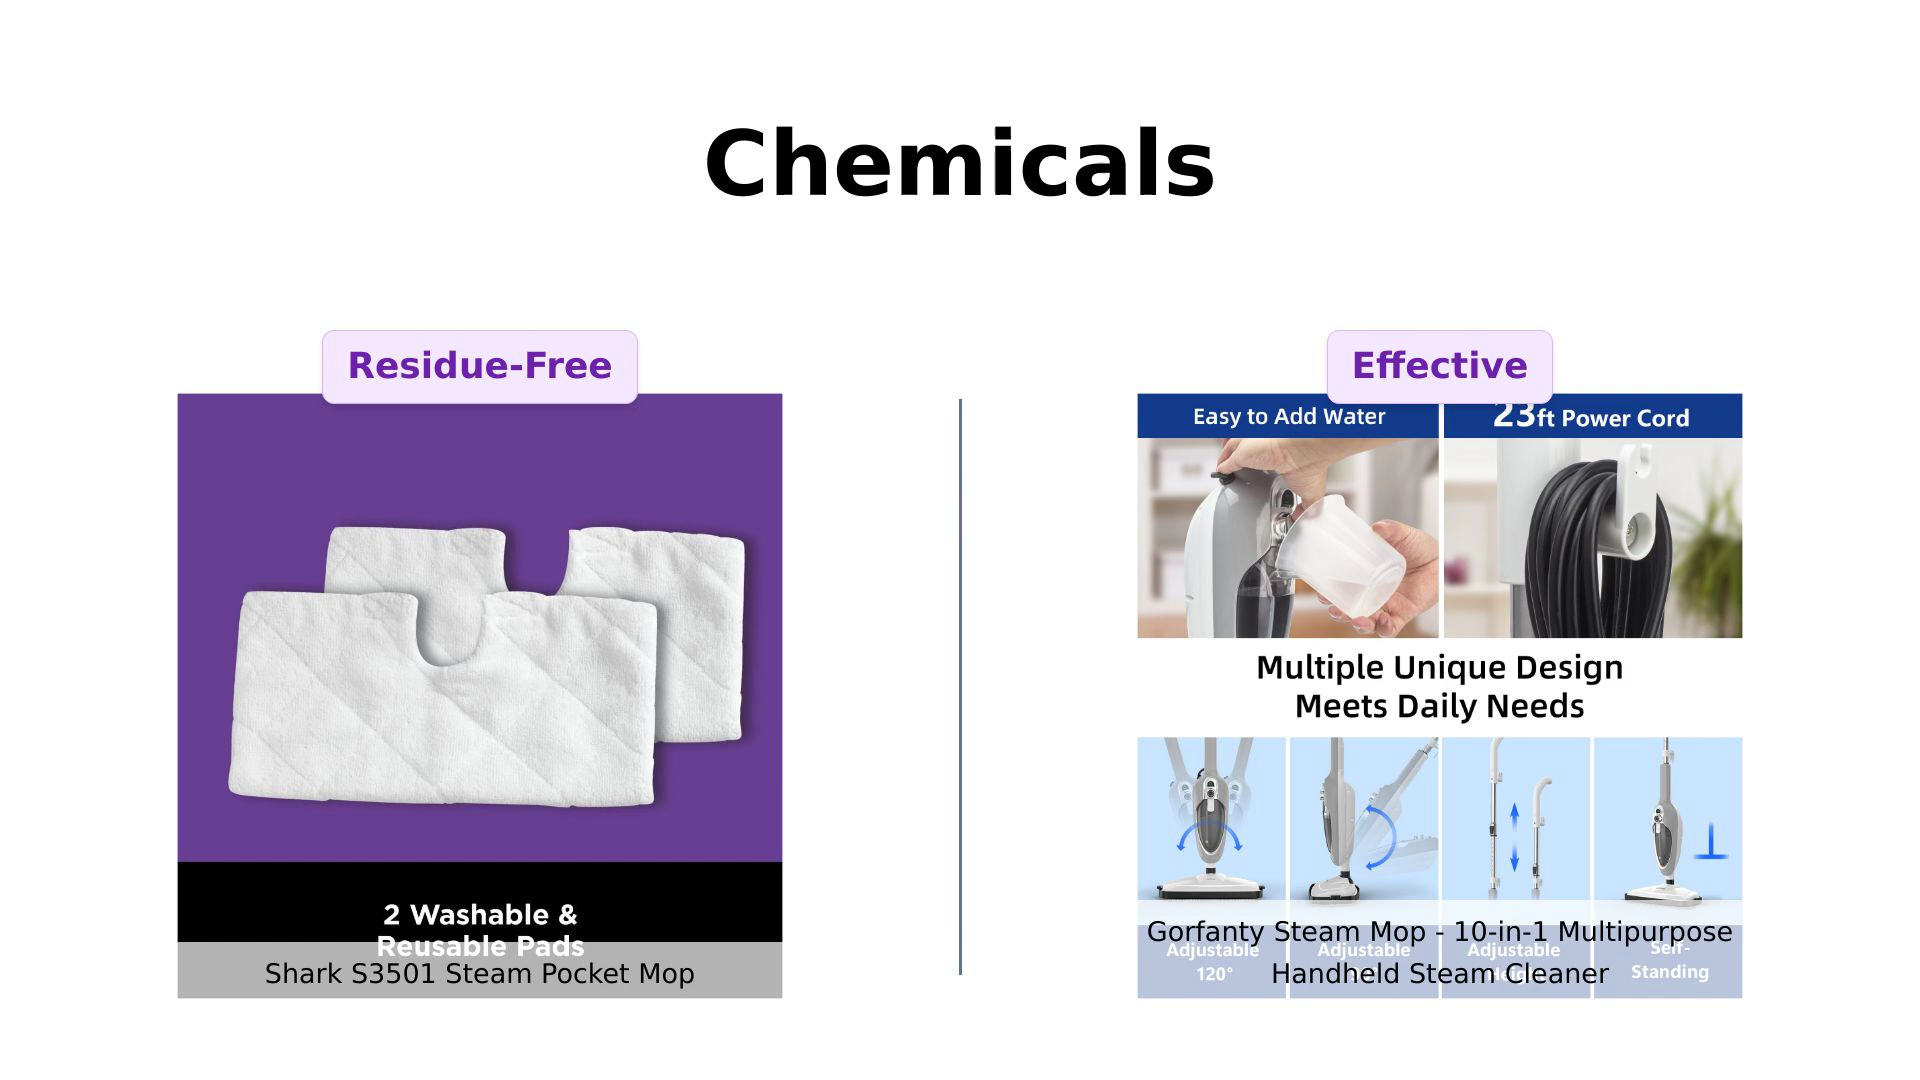 Chemicals
Residue-Free
2 Washable &
Reusable Pads
Shark S3501 Steam Pocket Mop
Effective
Easy to Add Water
23ft Power Cord
Multiple Unique Design
Meets Daily Needs
Adjustable
120°
Adjustable
Adjustable
Height
Self-
Standing
Gorfanty Steam Mop - 10-in-1 Multipurpose
Handheld Steam Cleaner